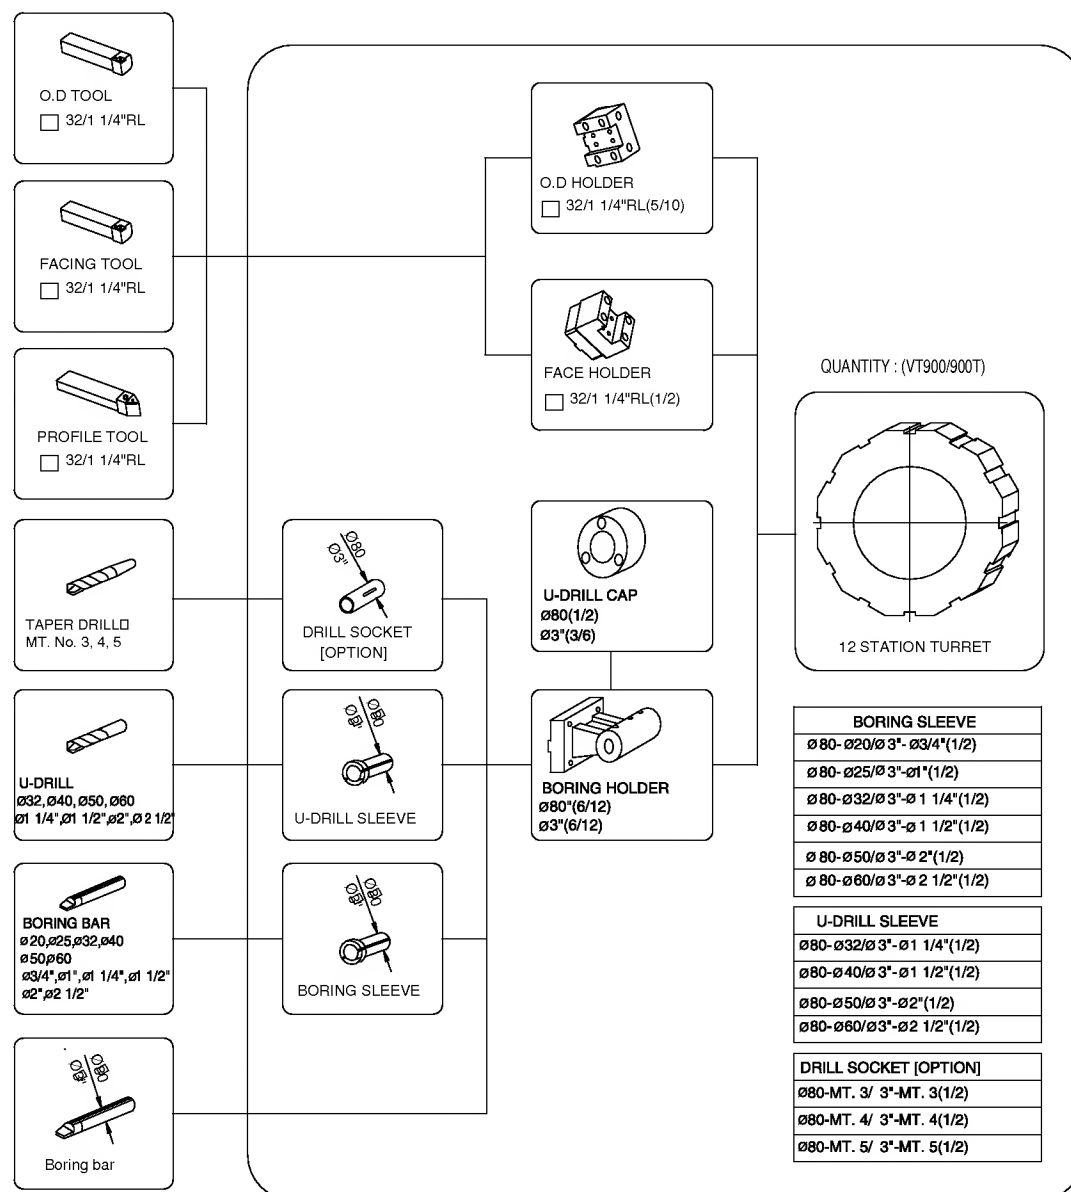 O.D TOOL
32/1 1/4"RL
FACING TOOL
32/1 1/4"RL
PROFILE TOOL
32/1 1/4"RL
TAPER DRILL□
MT. No. 3, 4, 5
U-DRILL
Ø32,Ø40,Ø50,Ø60
Ø1 1/4",Ø1 1/2",Ø2",Ø2 1/2"
BORING BAR
Ø20,Ø25,Ø32,Ø40
Ø50,Ø60
Ø3/4",Ø1",Ø1 1/4",Ø1 1/2"
Ø2",Ø2 1/2"
Boring bar
Ø80
Ø3"
DRILL SOCKET
[OPTION]
U-DRILL SLEEVE
BORING SLEEVE
O.D HOLDER
32/1 1/4"RL(5/10)
FACE HOLDER
32/1 1/4"RL(1/2)
U-DRILL CAP
Ø80(1/2)
Ø3"(3/6)
BORING HOLDER
Ø80"(6/12)
Ø3"(6/12)
QUANTITY : (VT900/900T)
12 STATION TURRET
BORING SLEEVE
Ø80-Ø20/Ø3"-Ø3/4"(1/2)
Ø80-Ø25/Ø3"-Ø1"(1/2)
Ø80-Ø32/Ø3"-Ø1 1/4"(1/2)
Ø80-Ø40/Ø3"-Ø1 1/2"(1/2)
Ø80-Ø50/Ø3"-Ø2"(1/2)
Ø80-Ø60/Ø3"-Ø2 1/2"(1/2)
U-DRILL SLEEVE
Ø80-Ø32/Ø3"-Ø1 1/4"(1/2)
Ø80-Ø40/Ø3"-Ø1 1/2"(1/2)
Ø80-Ø50/Ø3"-Ø2"(1/2)
Ø80-Ø60/Ø3"-Ø2 1/2"(1/2)
DRILL SOCKET [OPTION]
Ø80-MT. 3/ 3"-MT. 3(1/2)
Ø80-MT. 4/ 3"-MT. 4(1/2)
Ø80-MT. 5/ 3"-MT. 5(1/2)